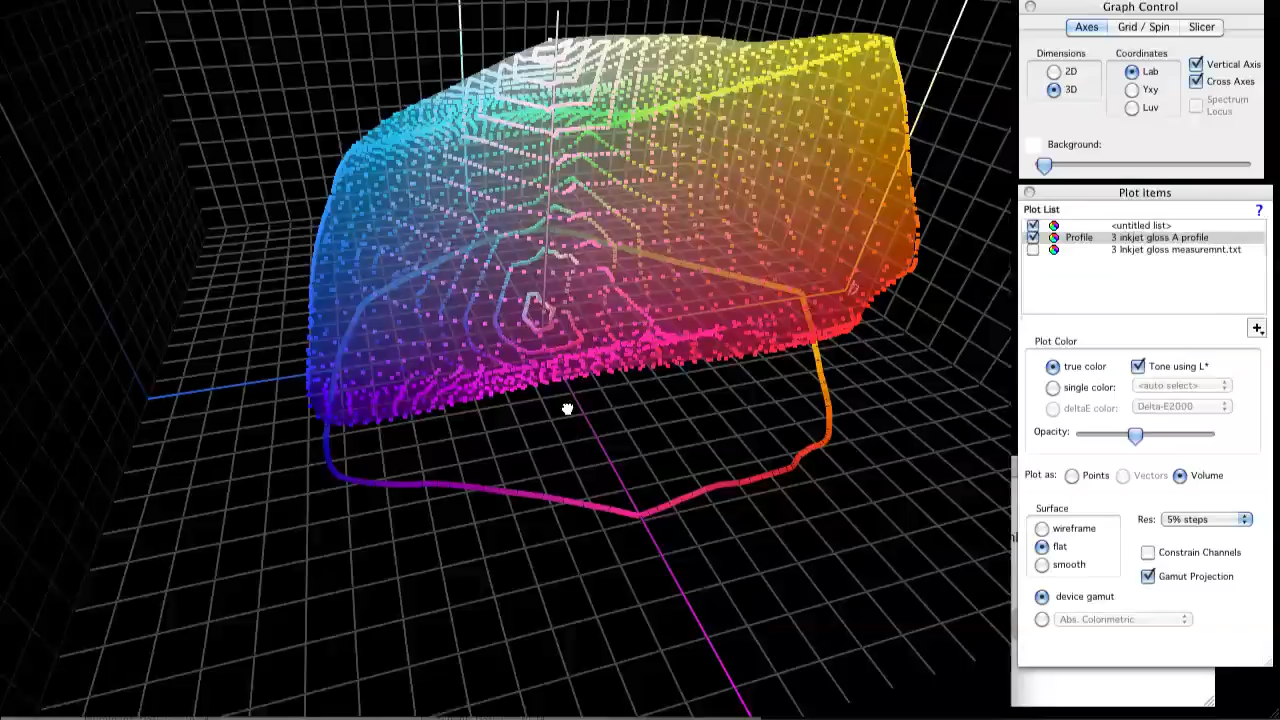 Graph Control
Axes Grid / Spin Slicer
Dimensions Coordinates
2D Lab Vertical Axis
3D Yxy Cross Axes
Luv Spectrum
Locus
Background:
Plot Items
Plot List ?
<untitled list>
Profile 3 inkjet gloss A profile
3 Inkjet gloss measuremnt.txt
+
Plot Color
true color Tone using L*
single color: <auto select>
deltaE color: Delta-E2000
Opacity:
Plot as: Points Vectors Volume
Surface
wireframe Res: 5% steps
flat Constrain Channels
smooth Gamut Projection
device gamut
Abs. Colorimetric